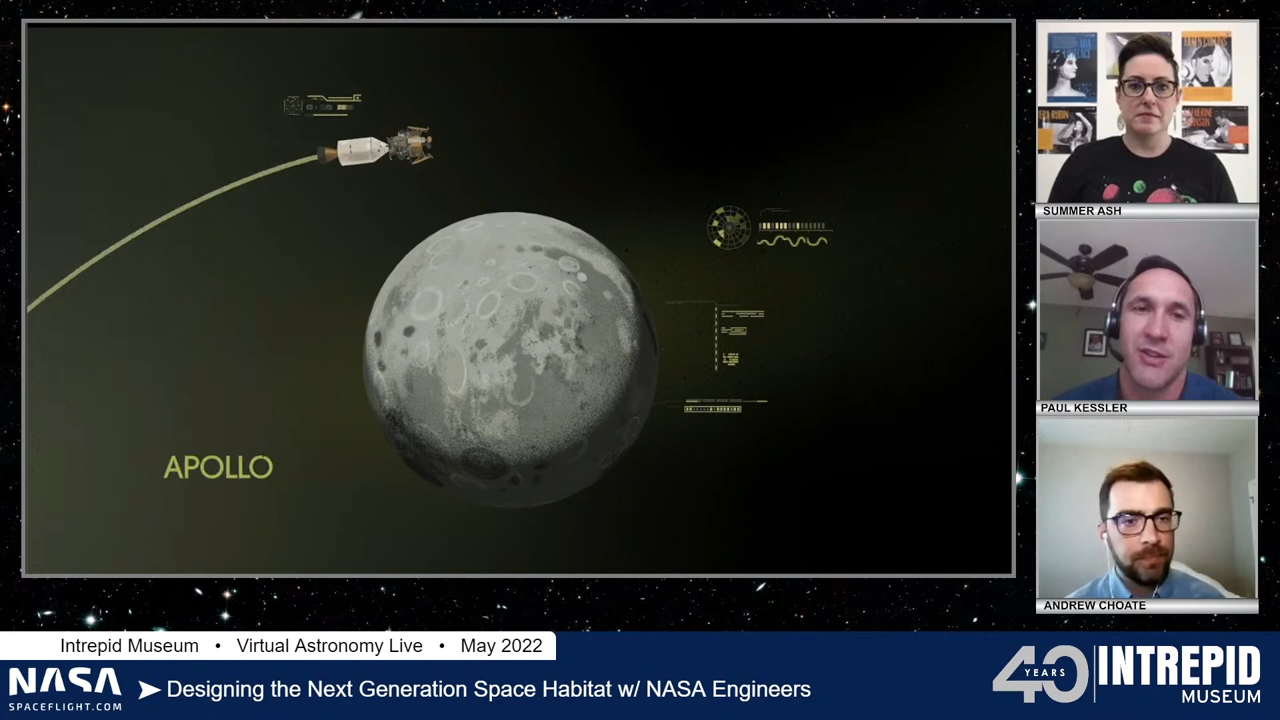 APOLLO
SUMMER ASH
PAUL KESSLER
ANDREW CHOATE
Intrepid Museum • Virtual Astronomy Live • May 2022
NASA
SPACEFLIGHT.COM
Designing the Next Generation Space Habitat w/ NASA Engineers
40
YEARS
INTREPID
MUSEUM